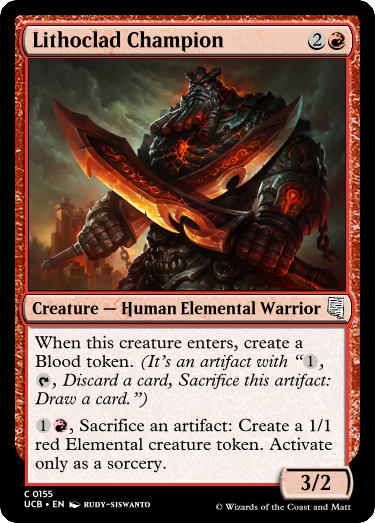 Lithoclad Champion 2
Creature — Human Elemental Warrior
When this creature enters, create a
Blood token. (It's an artifact with “1,
, Discard a card, Sacrifice this artifact:
Draw a card.”)
1, Sacrifice an artifact: Create a 1/1
red Elemental creature token. Activate
only as a sorcery.
3/2
C 0155
UCB • EN RUDY-SISWANTO
© Wizards of the Coast and Matt